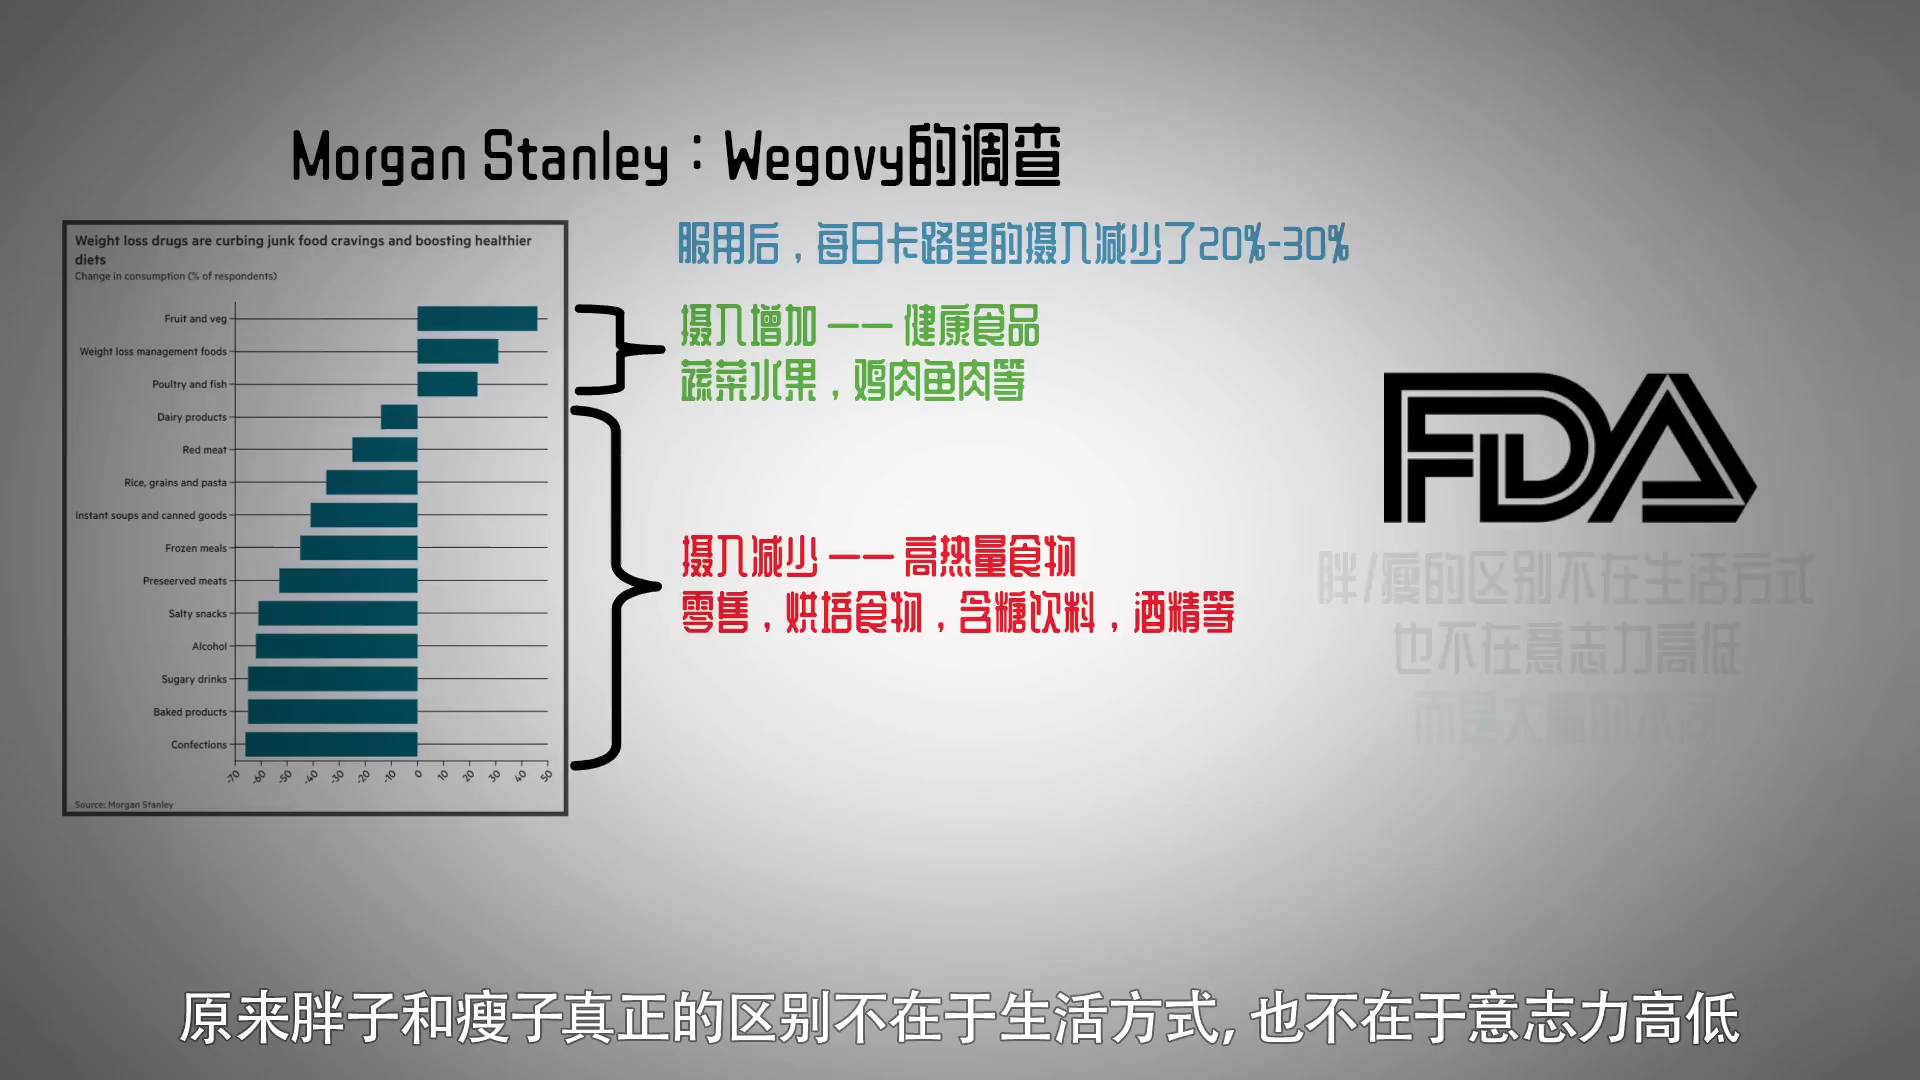 Morgan Stanley：Wegovy的调查
Weight loss drugs are curbing junk food cravings and boosting healthier
diets
Change in consumption (% of respondents)
Fruit and veg
Weight loss management foods
Poultry and fish
Dairy products
Red meat
Rice, grains and pasta
Instant soups and canned goods
Frozen meals
Preseerved meats
Salty snacks
Alcohol
Sugary drinks
Baked products
Confections
-70 -60 -50 -40 -30 -20 -10 0 10 20 30 40 50
Source: Morgan Stanley
服用后，每日卡路里的摄入减少了20%-30%
摄入增加 —— 健康食品
蔬菜水果，鸡肉鱼肉等
摄入减少 —— 高热量食物
零售，烘培食物，含糖饮料，酒精等
FDA
胖/瘦的区别不在生活方式
也不在意志力高低
而是大量的不同
原来胖子和瘦子真正的区别不在于生活方式, 也不在于意志力高低